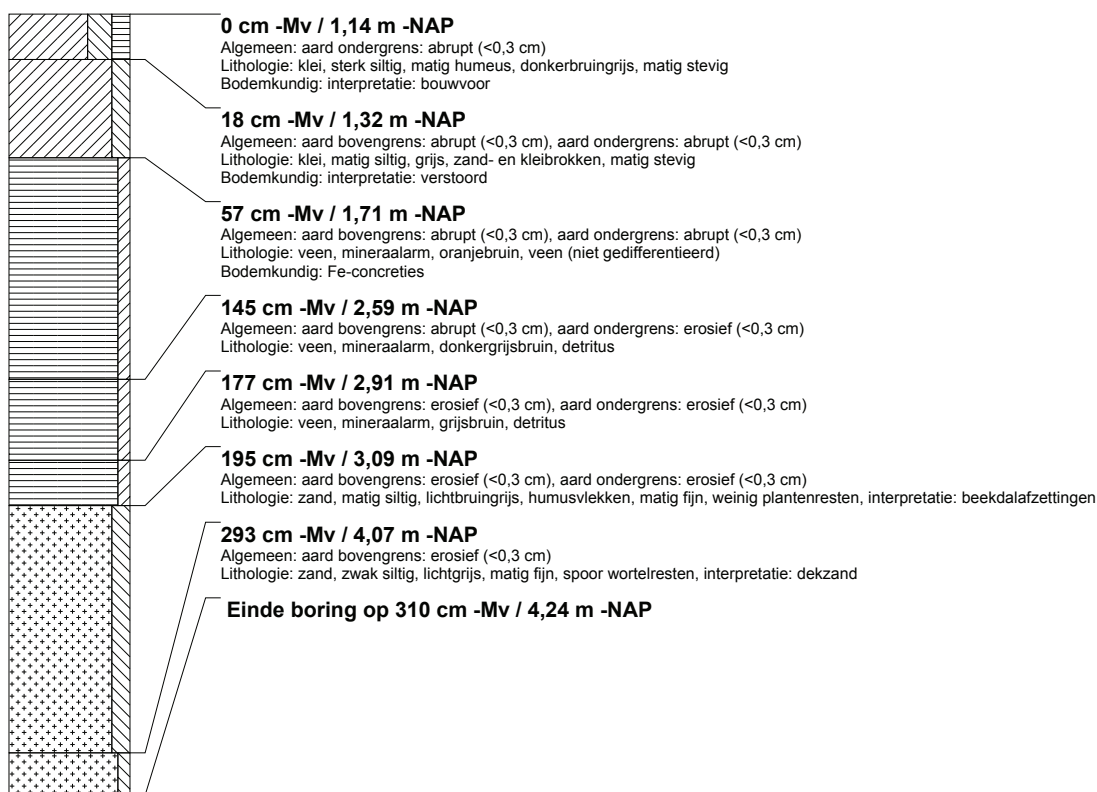 0 cm -Mv / 1,14 m -NAP
Algemeen: aard ondergrens: abrupt (<0,3 cm)
Lithologie: klei, sterk siltig, matig humeus, donkerbruingrijs, matig stevig
Bodemkundig: interpretatie: bouwvoor
18 cm -Mv / 1,32 m -NAP
Algemeen: aard bovengrens: abrupt (<0,3 cm), aard ondergrens: abrupt (<0,3 cm)
Lithologie: klei, matig siltig, grijs, zand- en kleibrokken, matig stevig
Bodemkundig: interpretatie: verstoord
57 cm -Mv / 1,71 m -NAP
Algemeen: aard bovengrens: abrupt (<0,3 cm), aard ondergrens: abrupt (<0,3 cm)
Lithologie: veen, mineraalarm, oranjebruin, veen (niet gedifferentieerd)
Bodemkundig: Fe-concreties
145 cm -Mv / 2,59 m -NAP
Algemeen: aard bovengrens: abrupt (<0,3 cm), aard ondergrens: erosief (<0,3 cm)
Lithologie: veen, mineraalarm, donkergrijsbruin, detritus
177 cm -Mv / 2,91 m -NAP
Algemeen: aard bovengrens: erosief (<0,3 cm), aard ondergrens: erosief (<0,3 cm)
Lithologie: veen, mineraalarm, grijsbruin, detritus
195 cm -Mv / 3,09 m -NAP
Algemeen: aard bovengrens: erosief (<0,3 cm), aard ondergrens: erosief (<0,3 cm)
Lithologie: zand, matig siltig, lichtbruingrijs, humusvlekken, matig fijn, weinig plantenresten, interpretatie: beekdalafzettingen
293 cm -Mv / 4,07 m -NAP
Algemeen: aard bovengrens: erosief (<0,3 cm)
Lithologie: zand, zwak siltig, lichtgrijs, matig fijn, spoor wortelresten, interpretatie: dekzand
Einde boring op 310 cm -Mv / 4,24 m -NAP